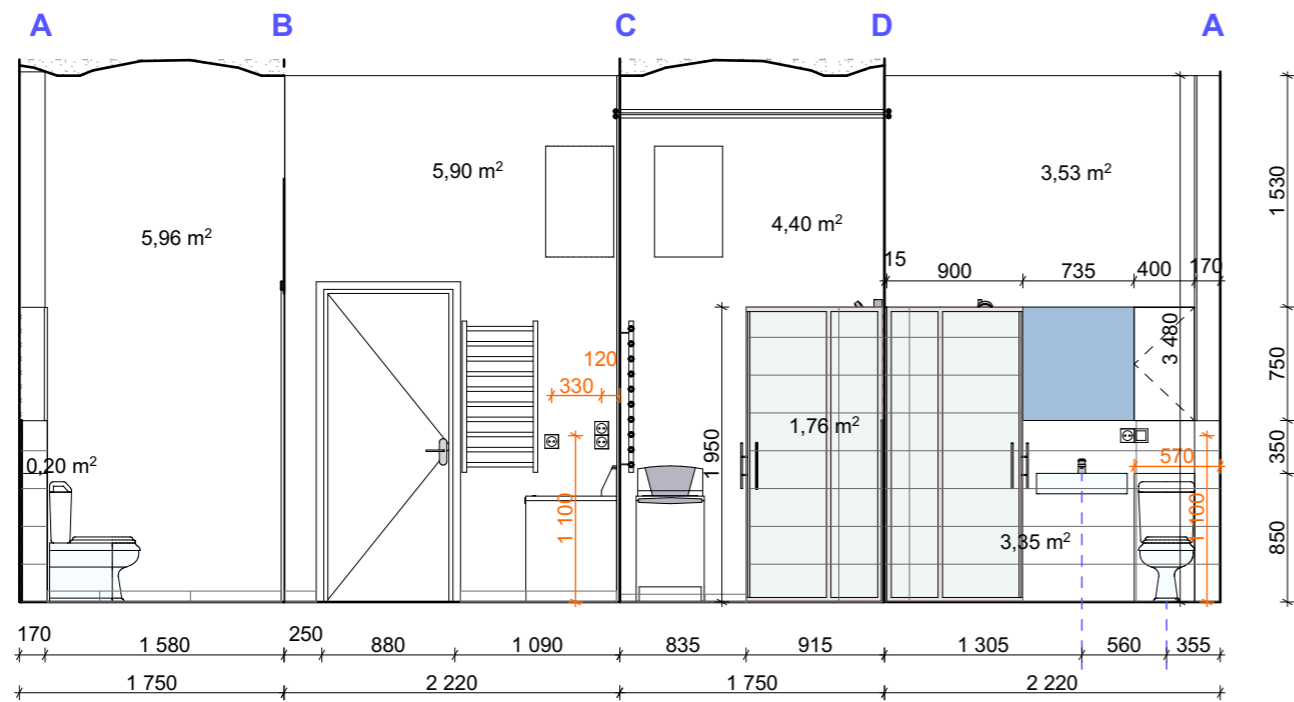 A B C D A
5,90 m²
3,53 m²
1 530
4,40 m²
5,96 m²
15
900 735 400 170
3 480
750
120
330
1,76 m²
1 950
0,20 m²
350
570
1 100
1 100
3,35 m²
850
170 1 580 250 880 1 090 835 915 1 305 560 355
1 750 2 220 1 750 2 220